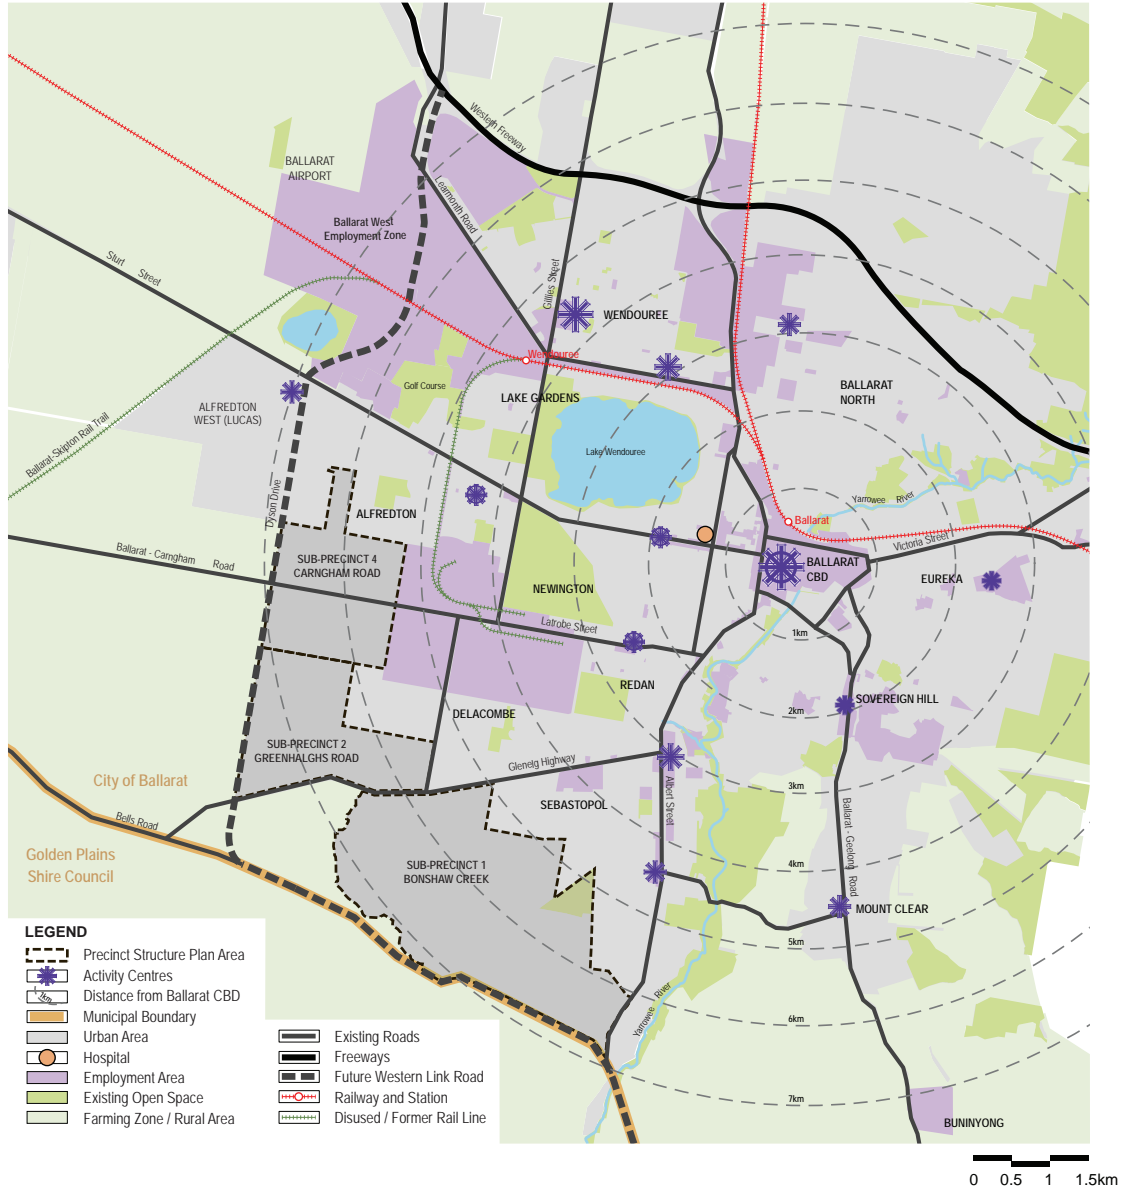 Western Freeway
BALLARAT
AIRPORT
Learmonth Road
Ballarat West
Employment Zone
Sturt Street
Gillies Street
WENDOUREE
Wendouree
BALLARAT
NORTH
Golf Course
LAKE GARDENS
ALFREDTON
WEST (LUCAS)
Ballarat-Skipton Rail Trail
Lake Wendouree
Dyson Drive
ALFREDTON
Yarrowee River
Ballarat
Victoria Street
Ballarat - Carngham Road
SUB-PRECINCT 4
CARNGHAM ROAD
BALLARAT
CBD
EUREKA
NEWINGTON
Latrobe Street
1km
REDAN
SOVEREIGN HILL
2km
DELACOMBE
SUB-PRECINCT 2
GREENHALGHS ROAD
Glenelg Highway
City of Ballarat
3km
Albert Street
SEBASTOPOL
Ballarat - Geelong Road
Bells Road
Golden Plains
Shire Council
SUB-PRECINCT 1
BONSHAW CREEK
4km
MOUNT CLEAR
5km
Yarrowee River
6km
7km
BUNINYONG
LEGEND
Precinct Structure Plan Area
Activity Centres
1km
Distance from Ballarat CBD
Municipal Boundary
Urban Area
Hospital
Employment Area
Existing Open Space
Farming Zone / Rural Area
Existing Roads
Freeways
Future Western Link Road
Railway and Station
Disused / Former Rail Line
0 0.5 1 1.5km